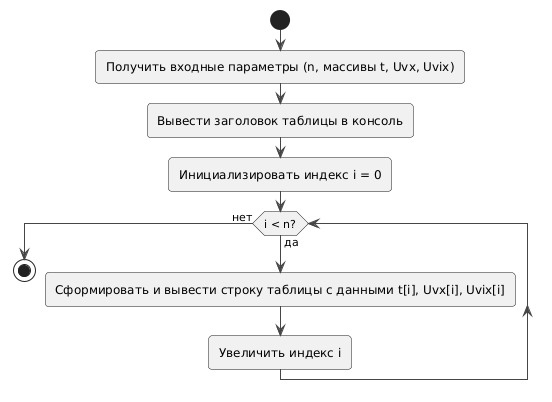 Получить входные параметры (n, массивы t, Uvx, Uvix)
Вывести заголовок таблицы в консоль
Инициализировать индекс i = 0
нет
i < n?
да
Сформировать и вывести строку таблицы с данными t[i], Uvx[i], Uvix[i]
Увеличить индекс i